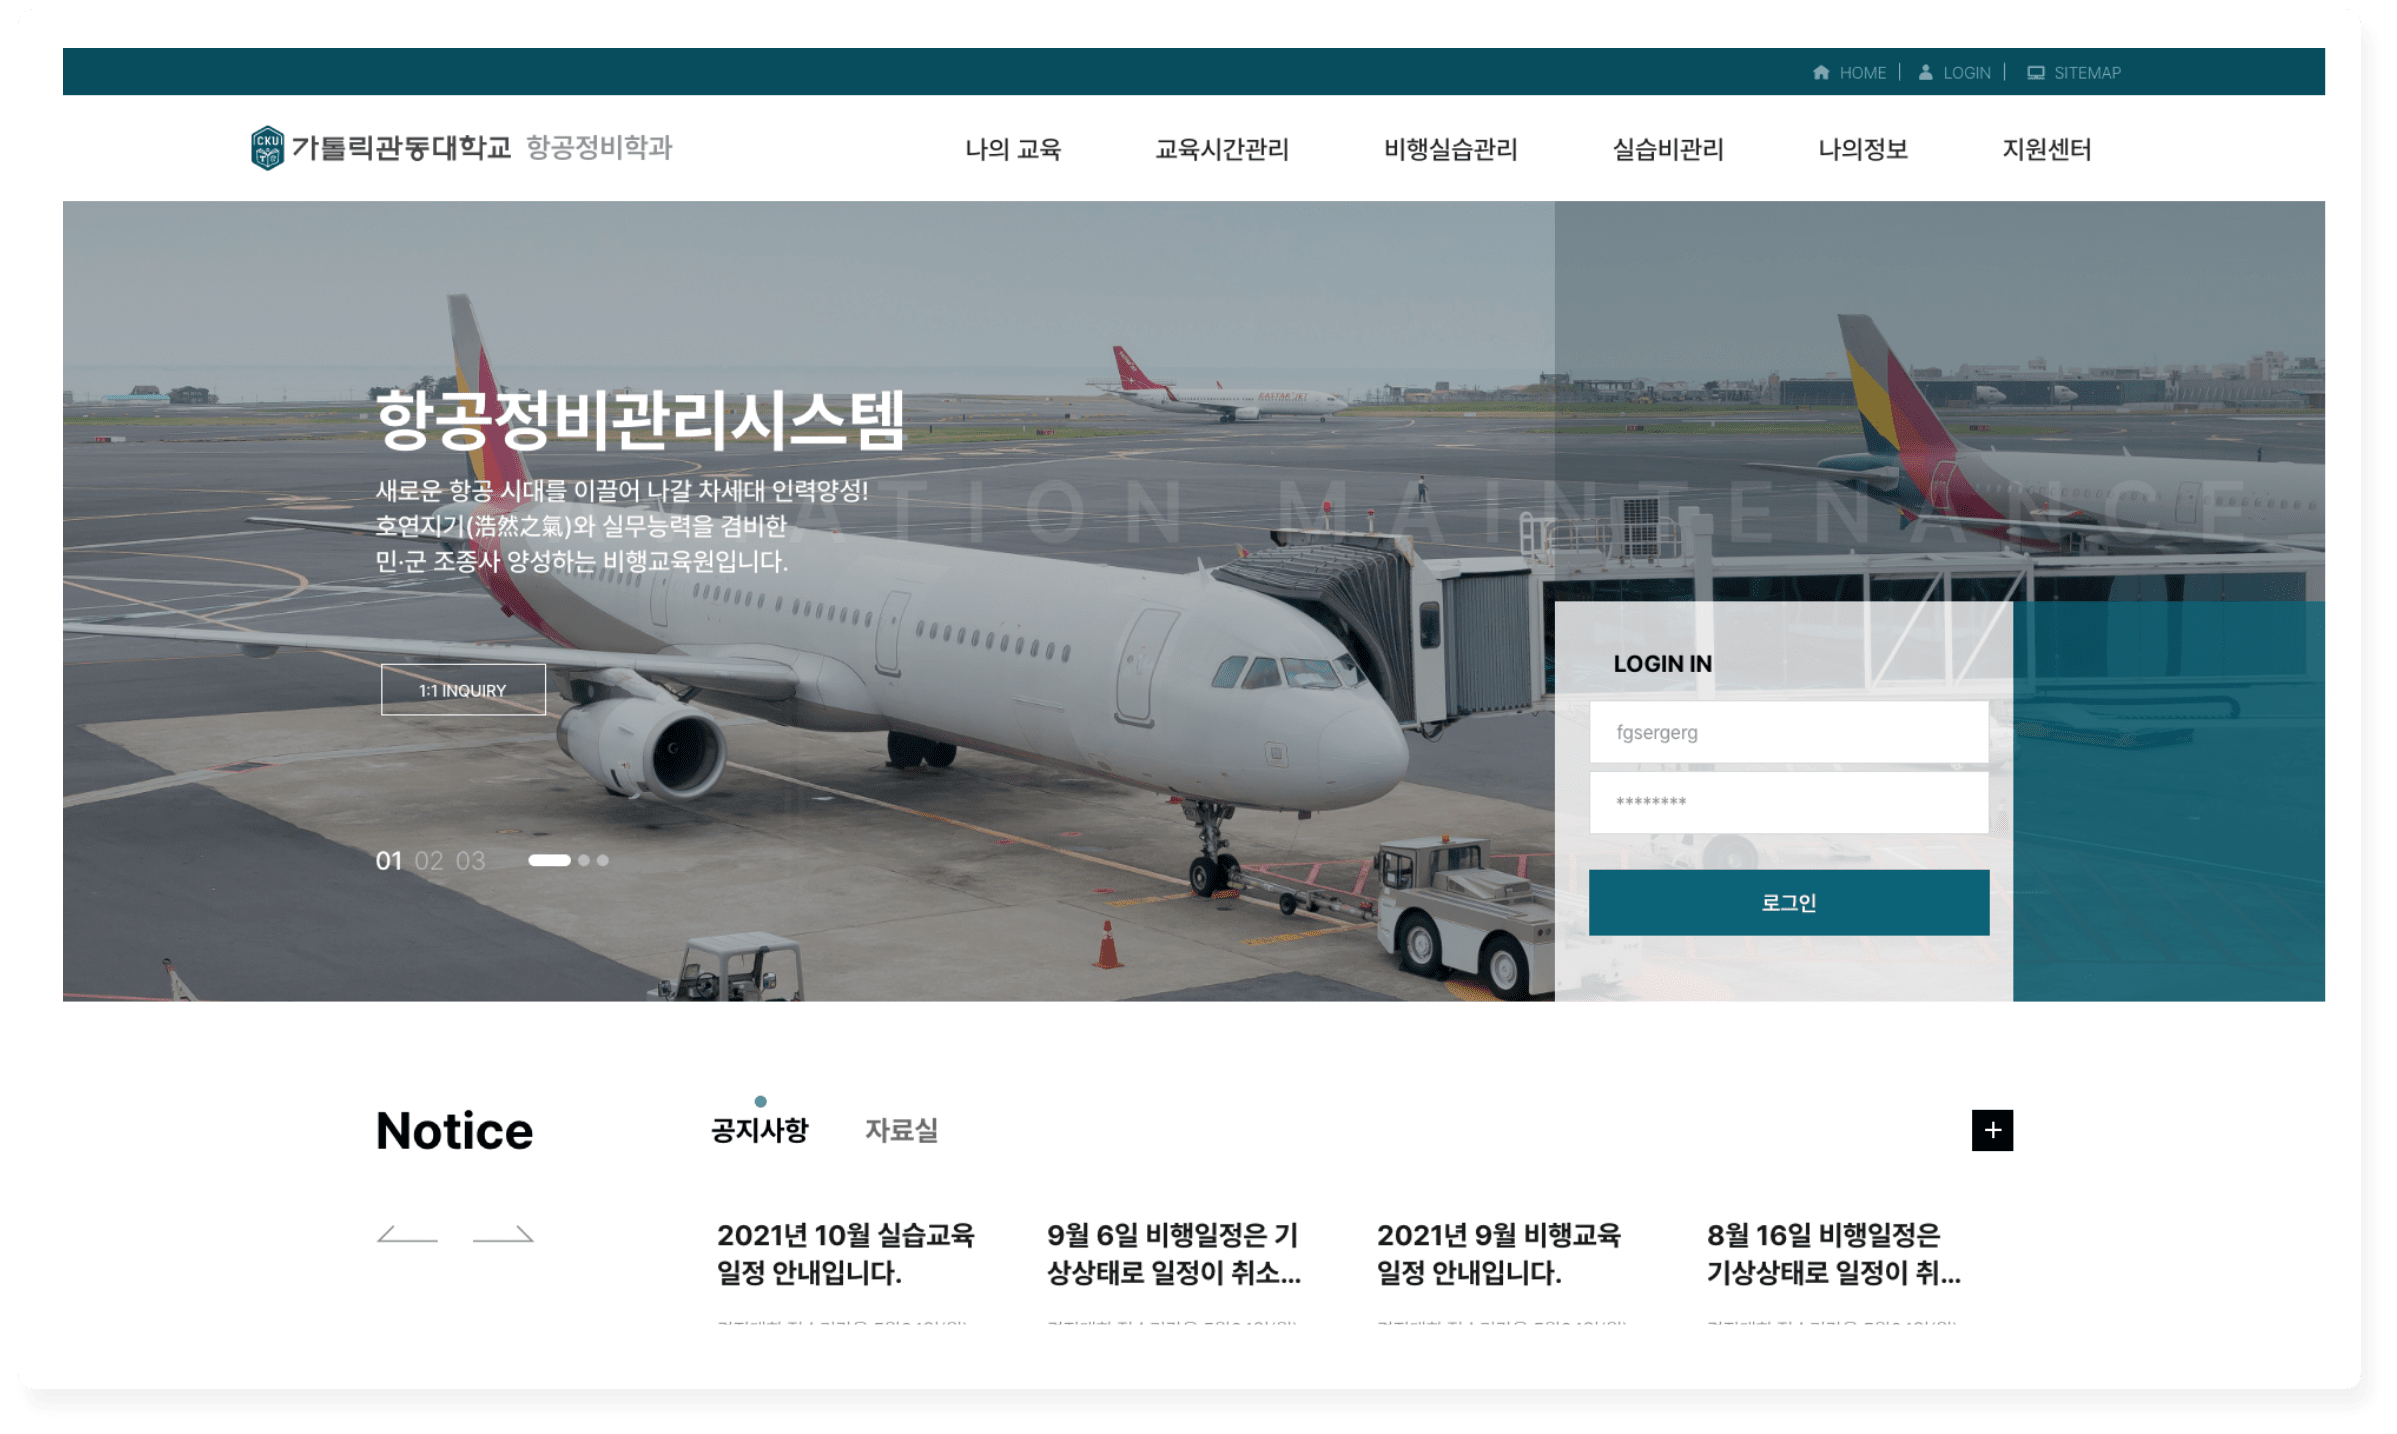 HOME | LOGIN | SITEMAP
CKU 가톨릭관동대학교 항공정비학과
나의 교육 교육시간관리 비행실습관리 실습비관리 나의정보 지원센터
EASTAR JET
항공정비관리시스템
새로운 항공 시대를 이끌어 나갈 차세대 인력양성!
호연지기(浩然之氣)와 실무능력을 겸비한
민·군 조종사 양성하는 비행교육원입니다.
AVIATION MAINTENANCE
1:1 INQUIRY
01 02 03
LOGIN IN
fgsergerg
********
로그인
Notice
공지사항 자료실
+
2021년 10월 실습교육
일정 안내입니다.
9월 6일 비행일정은 기
상상태로 일정이 취소...
2021년 9월 비행교육
일정 안내입니다.
8월 16일 비행일정은
기상상태로 일정이 취...